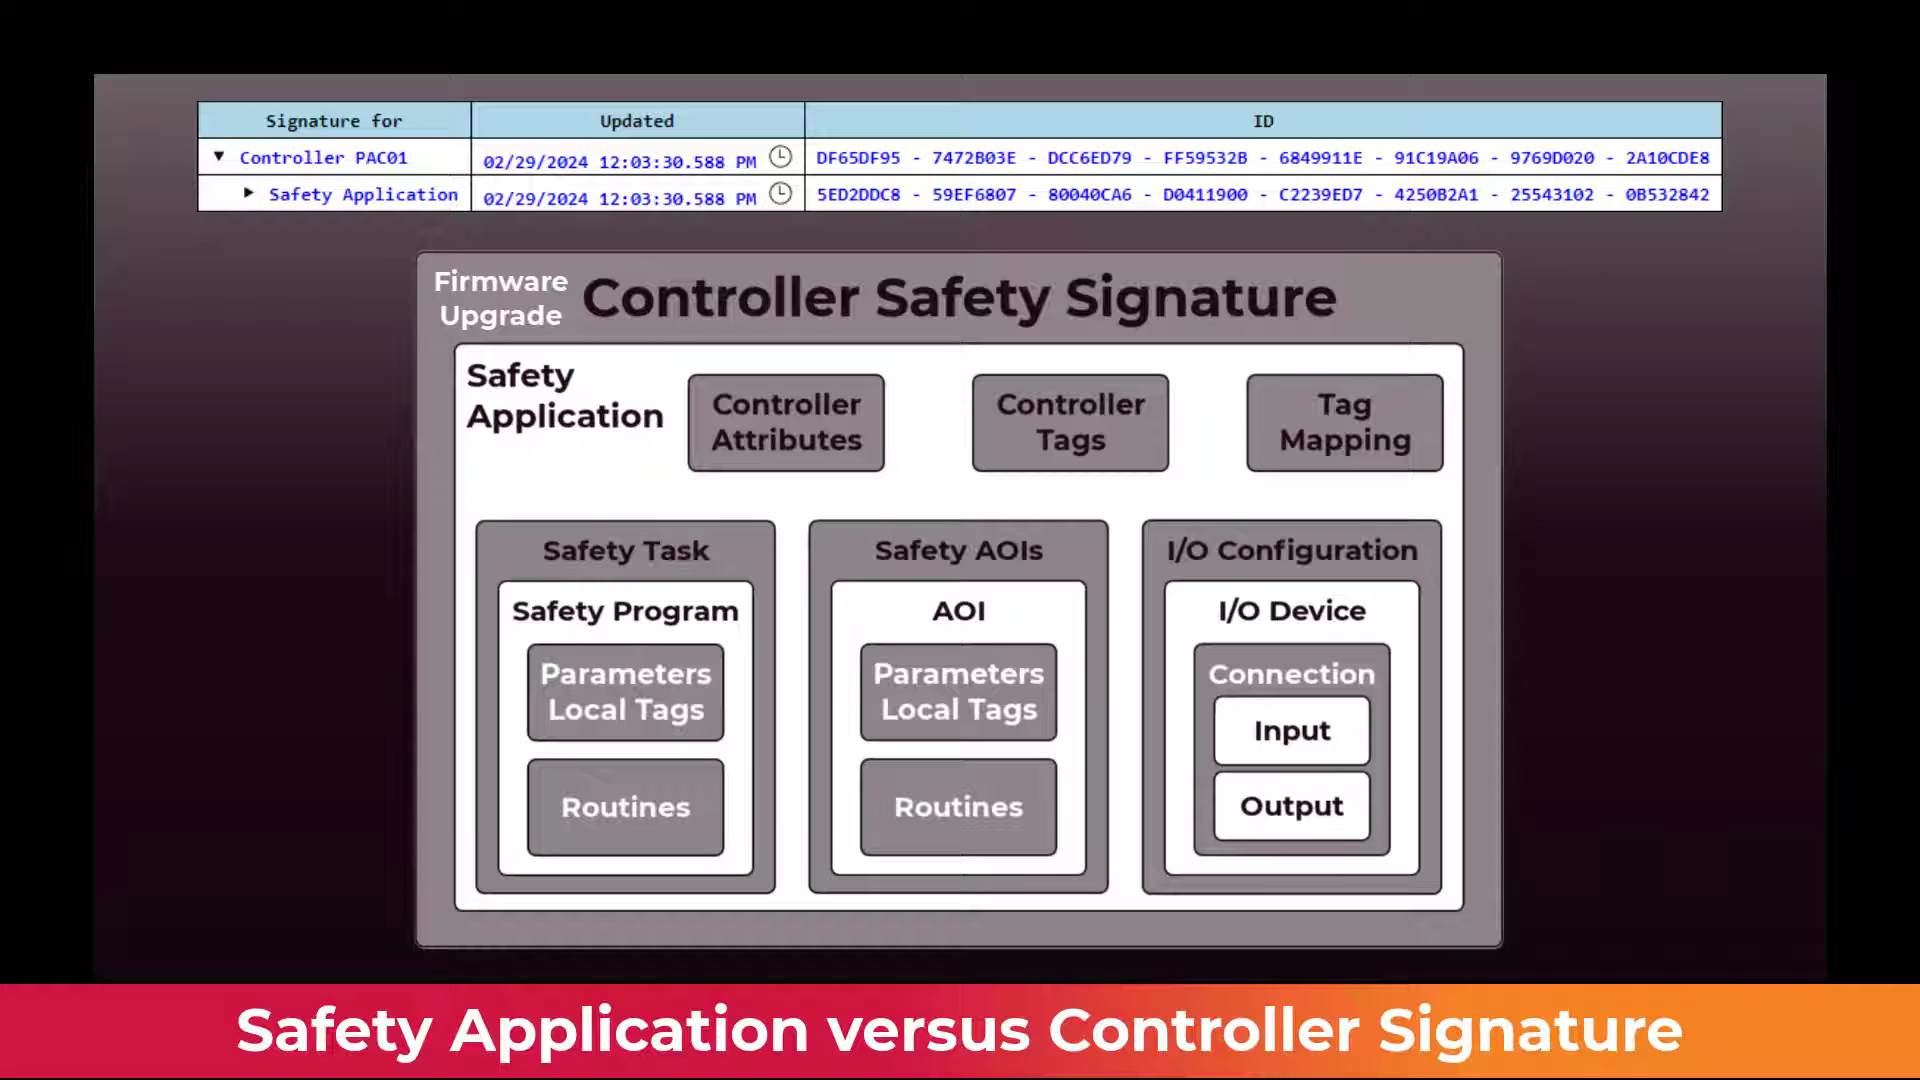 Signature for Updated ID
▼ Controller PAC01 02/29/2024 12:03:30.588 PM DF65DF95 - 7472B03E - DCC6ED79 - FF59532B - 6849911E - 91C19A06 - 9769D020 - 2A10CDE8
▶ Safety Application 02/29/2024 12:03:30.588 PM 5ED2DDC8 - 59EF6807 - 80040CA6 - D0411900 - C2239ED7 - 4250B2A1 - 25543102 - 0B532842
Firmware
Upgrade
Controller Safety Signature
Safety
Application
Controller
Attributes
Controller
Tags
Tag
Mapping
Safety Task
Safety Program
Parameters
Local Tags
Routines
Safety AOIs
AOI
Parameters
Local Tags
Routines
I/O Configuration
I/O Device
Connection
Input
Output
Safety Application versus Controller Signature